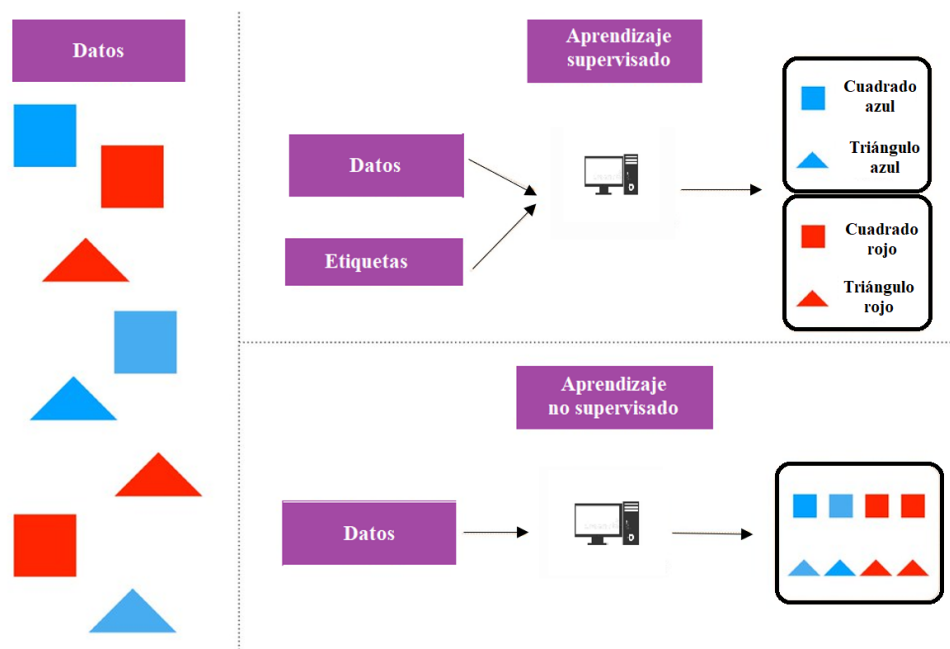 Datos
Aprendizaje
supervisado
Datos
Etiquetas
Cuadrado
azul
Triángulo
azul
Cuadrado
rojo
Triángulo
rojo
Aprendizaje
no supervisado
Datos